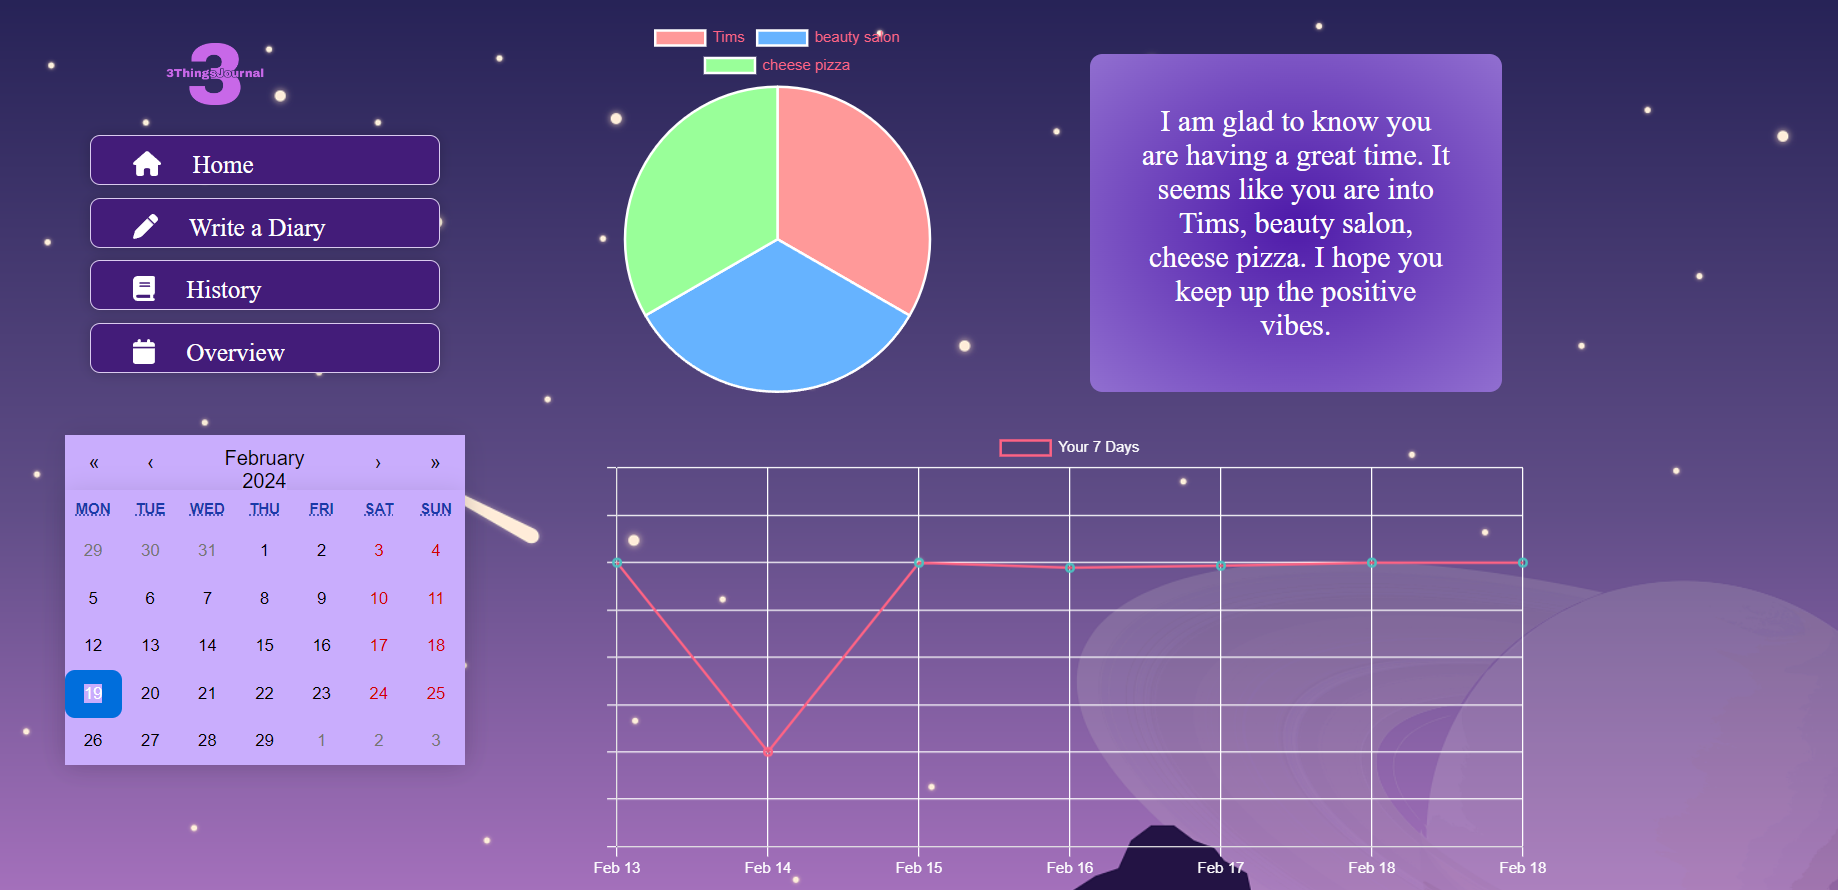 3
3ThingsJournal
Home
Write a Diary
History
Overview
« ‹ February 2024 › »
MON TUE WED THU FRI SAT SUN
29 30 31 1 2 3 4
5 6 7 8 9 10 11
12 13 14 15 16 17 18
19 20 21 22 23 24 25
26 27 28 29 1 2 3
Tims beauty salon
cheese pizza
I am glad to know you
are having a great time. It
seems like you are into
Tims, beauty salon,
cheese pizza. I hope you
keep up the positive
vibes.
Your 7 Days
Feb 13 Feb 14 Feb 15 Feb 16 Feb 17 Feb 18 Feb 18